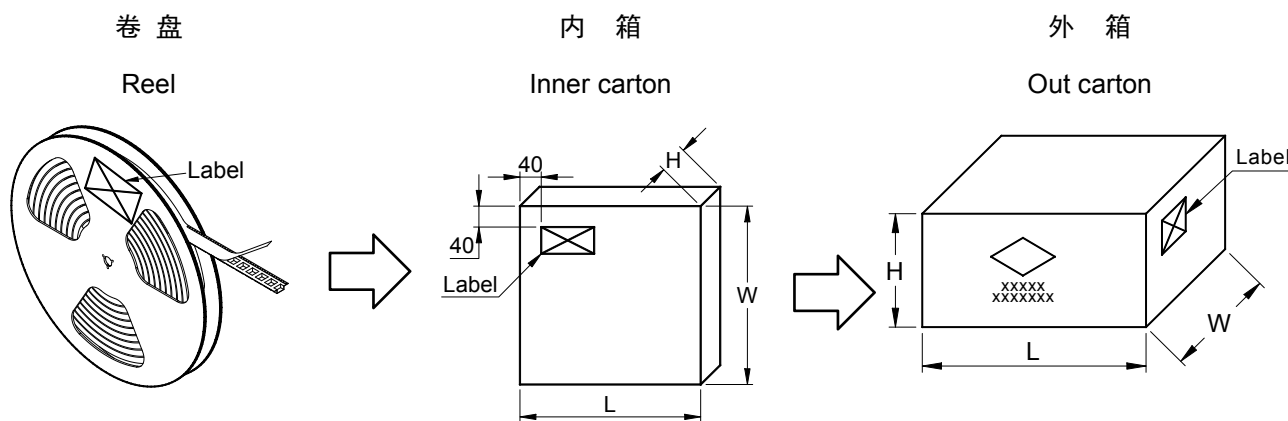 卷 盘
Reel
Label
内 箱
Inner carton
40
H
40
Label
W
L
外 箱
Out carton
Label
H
xxxxx
xxxxxxx
W
L